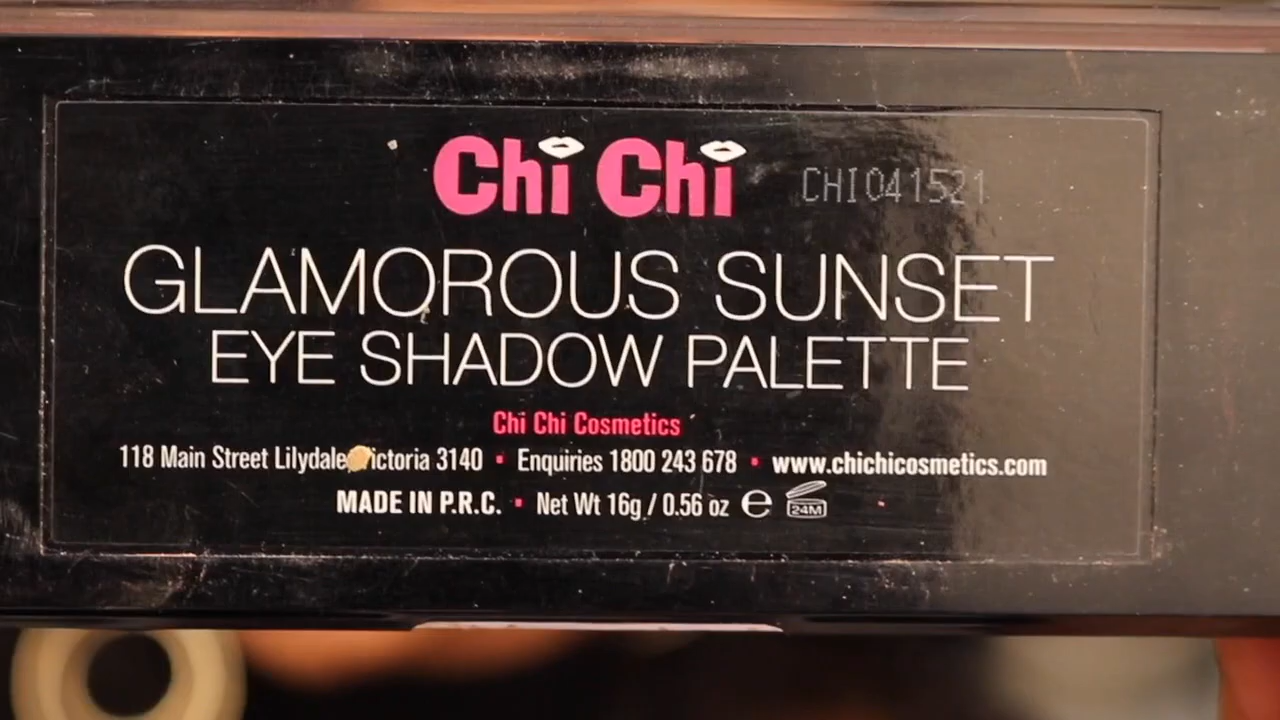 Chi Chi CHI041521
GLAMOROUS SUNSET
EYE SHADOW PALETTE
Chi Chi Cosmetics
118 Main Street Lilydale ictoria 3140 • Enquiries 1800 243 678 • www.chichicosmetics.com
MADE IN P.R.C. • Net Wt 16g / 0.56 oz e 24M